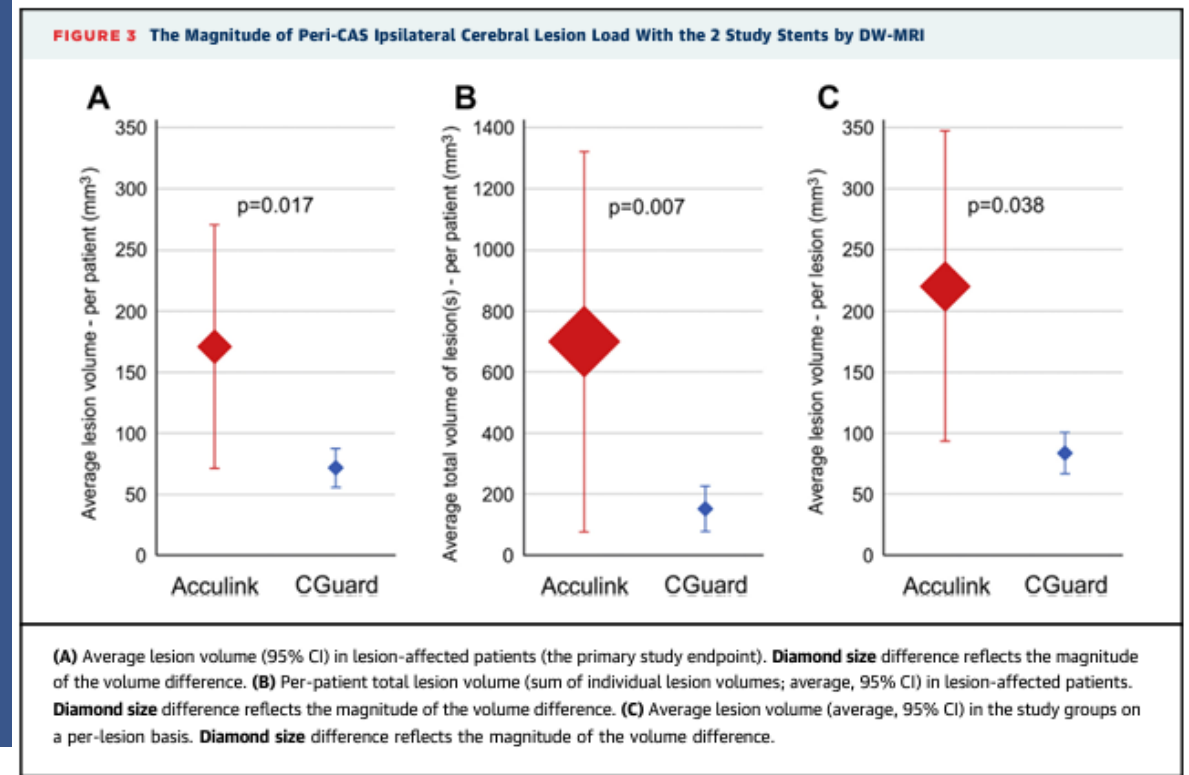 FIGURE 3 The Magnitude of Peri-CAS Ipsilateral Cerebral Lesion Load With the 2 Study Stents by DW-MRI
A
Average lesion volume - per patient (mm³)
350
300
250
200
150
100
50
0
p=0.017
Acculink CGuard
B
Average total volume of lesion(s) - per patient (mm³)
1400
1200
1000
800
600
400
200
0
p=0.007
Acculink CGuard
C
Average lesion volume - per lesion (mm³)
350
300
250
200
150
100
50
0
p=0.038
Acculink CGuard
(A) Average lesion volume (95% CI) in lesion-affected patients (the primary study endpoint). Diamond size difference reflects the magnitude
of the volume difference. (B) Per-patient total lesion volume (sum of individual lesion volumes; average, 95% CI) in lesion-affected patients.
Diamond size difference reflects the magnitude of the volume difference. (C) Average lesion volume (average, 95% CI) in the study groups on
a per-lesion basis. Diamond size difference reflects the magnitude of the volume difference.